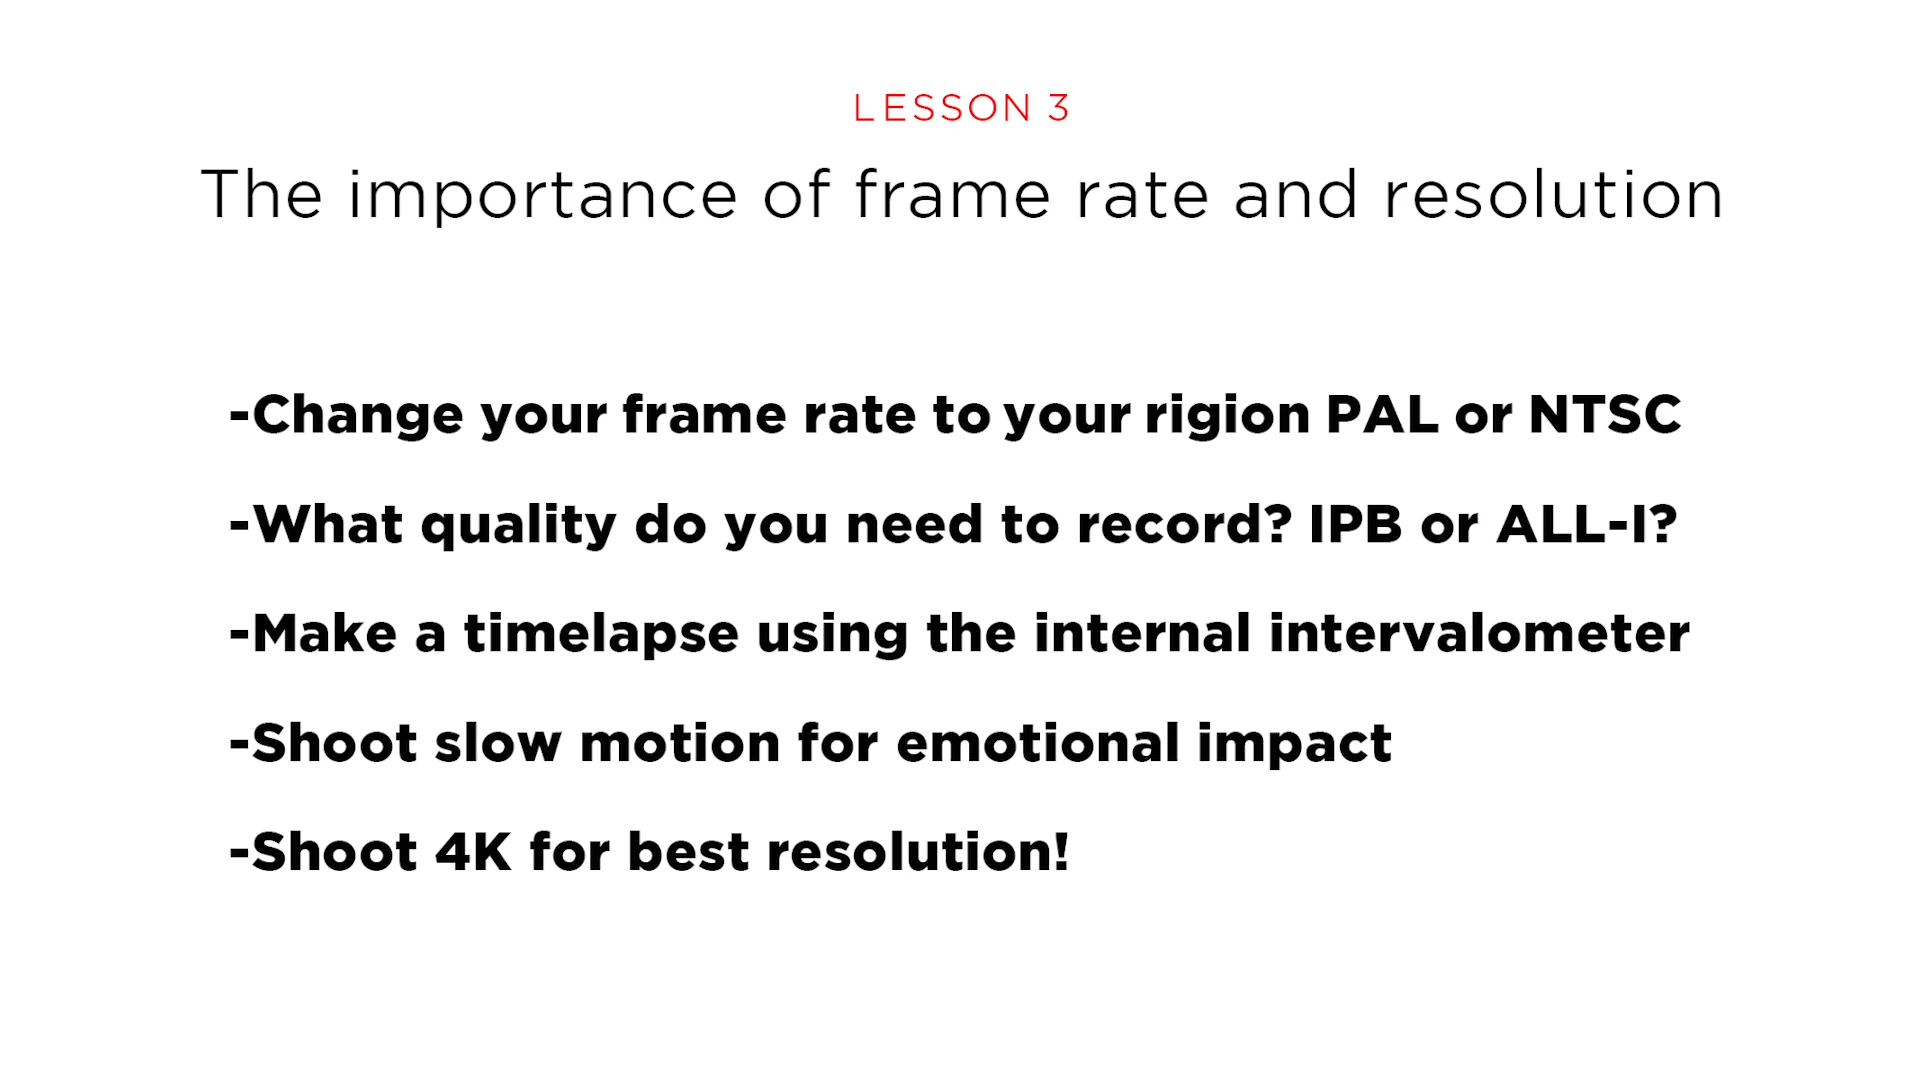 LESSON 3
The importance of frame rate and resolution
-Change your frame rate to your rigion PAL or NTSC
-What quality do you need to record? IPB or ALL-I?
-Make a timelapse using the internal intervalometer
-Shoot slow motion for emotional impact
-Shoot 4K for best resolution!